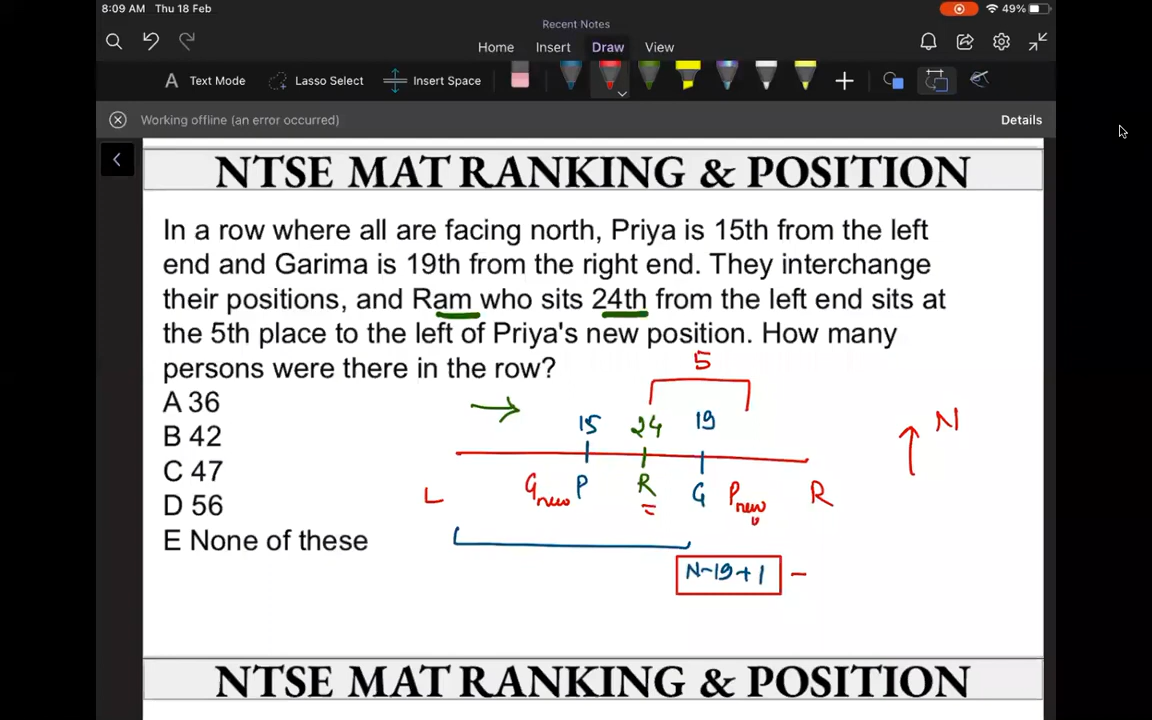 8:09 AM Thu 18 Feb
49%
Recent Notes
Home Insert Draw View
Text Mode Lasso Select Insert Space
Working offline (an error occurred) Details
NTSE MAT RANKING & POSITION
In a row where all are facing north, Priya is 15th from the left
end and Garima is 19th from the right end. They interchange
their positions, and Ram who sits 24th from the left end sits at
the 5th place to the left of Priya's new position. How many
persons were there in the row?
5
A 36
15 24 19 N
B 42
C 47
L Gnew P R G Pnew R
D 56
E None of these
N-19+1 -
NTSE MAT RANKING & POSITION